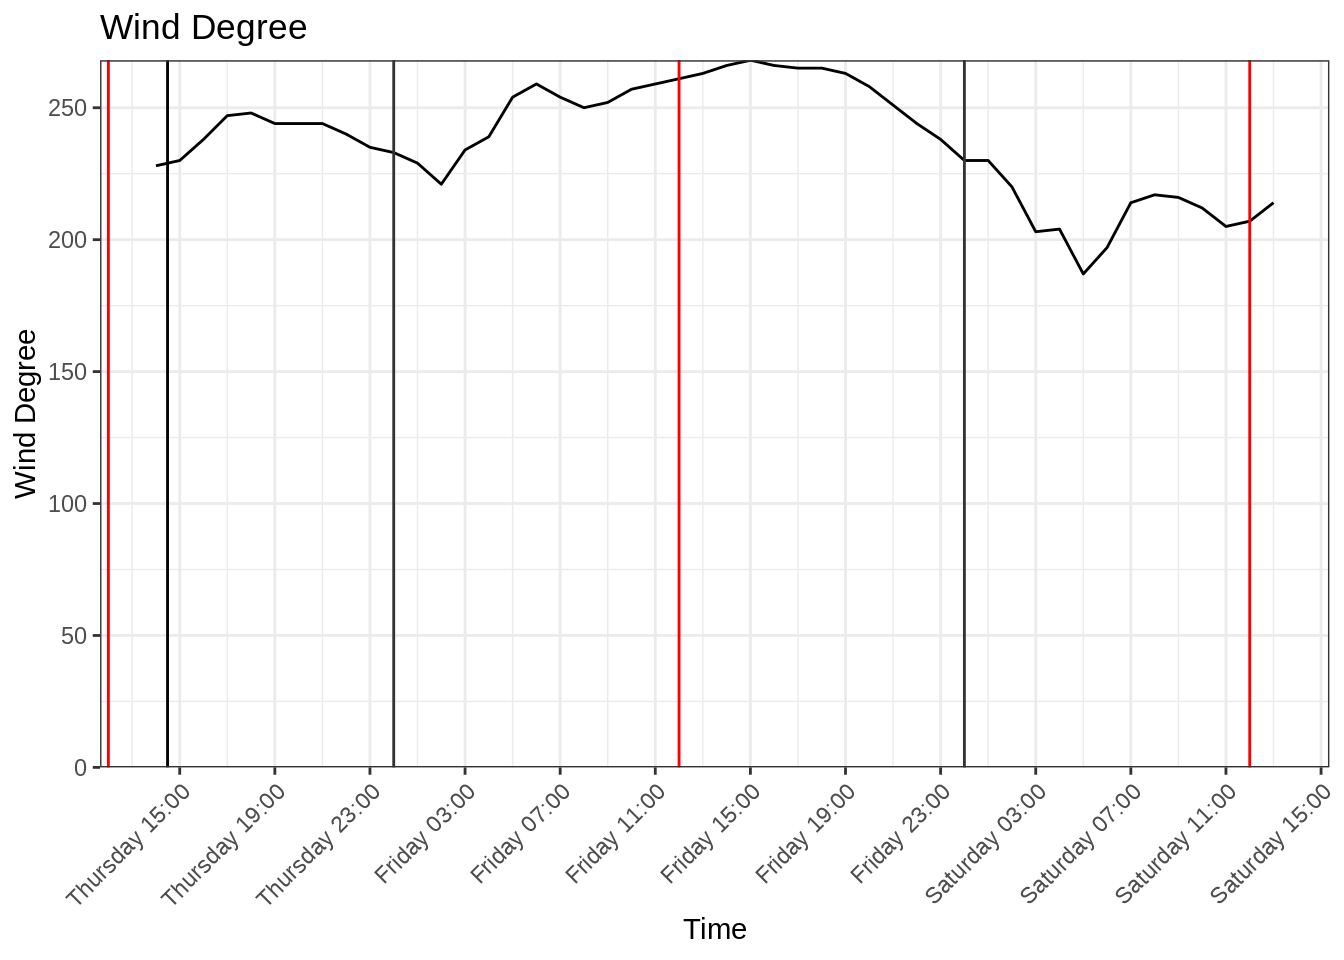 Wind Degree
Wind Degree
250
200
150
100
50
0
Thursday 15:00
Thursday 19:00
Thursday 23:00
Friday 03:00
Friday 07:00
Friday 11:00
Friday 15:00
Friday 19:00
Friday 23:00
Saturday 03:00
Saturday 07:00
Saturday 11:00
Saturday 15:00
Time